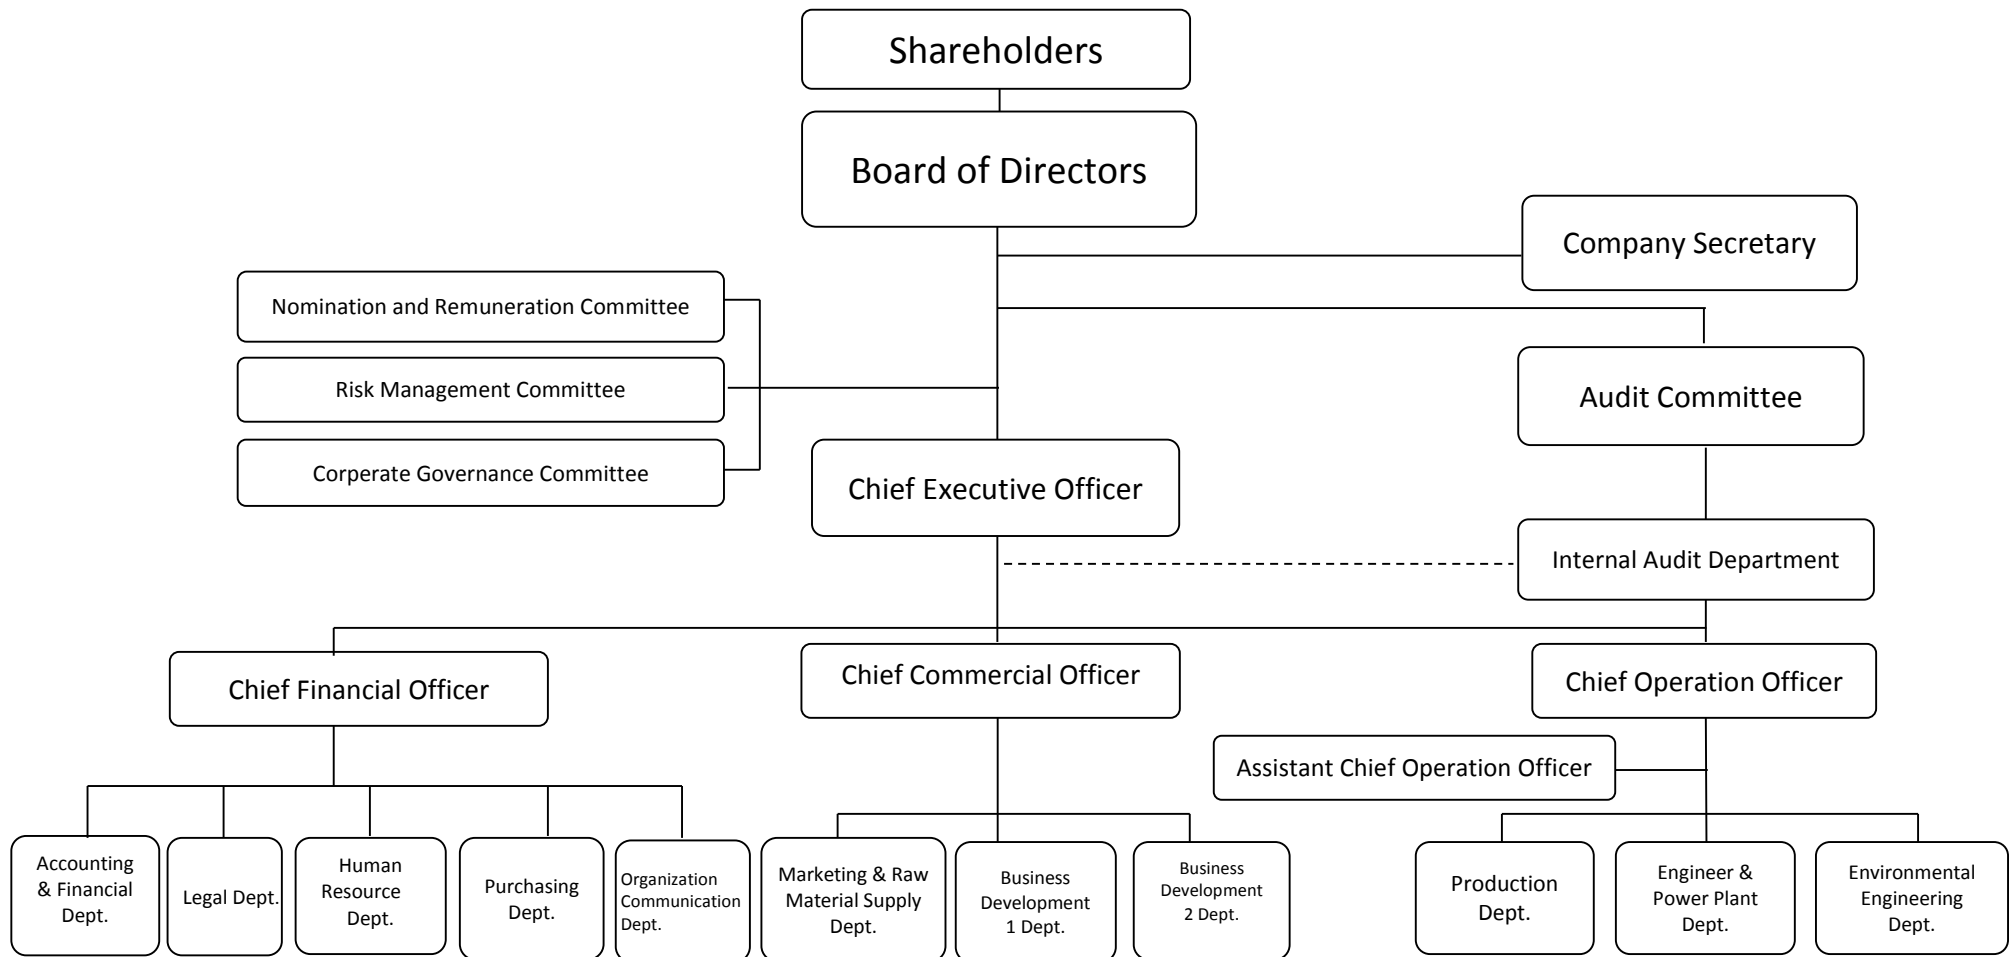 Shareholders
Board of Directors
Company Secretary
Nomination and Remuneration Committee
Risk Management Committee
Corperate Governance Committee
Audit Committee
Chief Executive Officer
Internal Audit Department
Chief Financial Officer
Chief Commercial Officer
Chief Operation Officer
Assistant Chief Operation Officer
Accounting
& Financial
Dept.
Legal Dept.
Human
Resource
Dept.
Purchasing
Dept.
Organization
Communication
Dept.
Marketing & Raw
Material Supply
Dept.
Business
Development
1 Dept.
Business
Development
2 Dept.
Production
Dept.
Engineer &
Power Plant
Dept.
Environmental
Engineering
Dept.